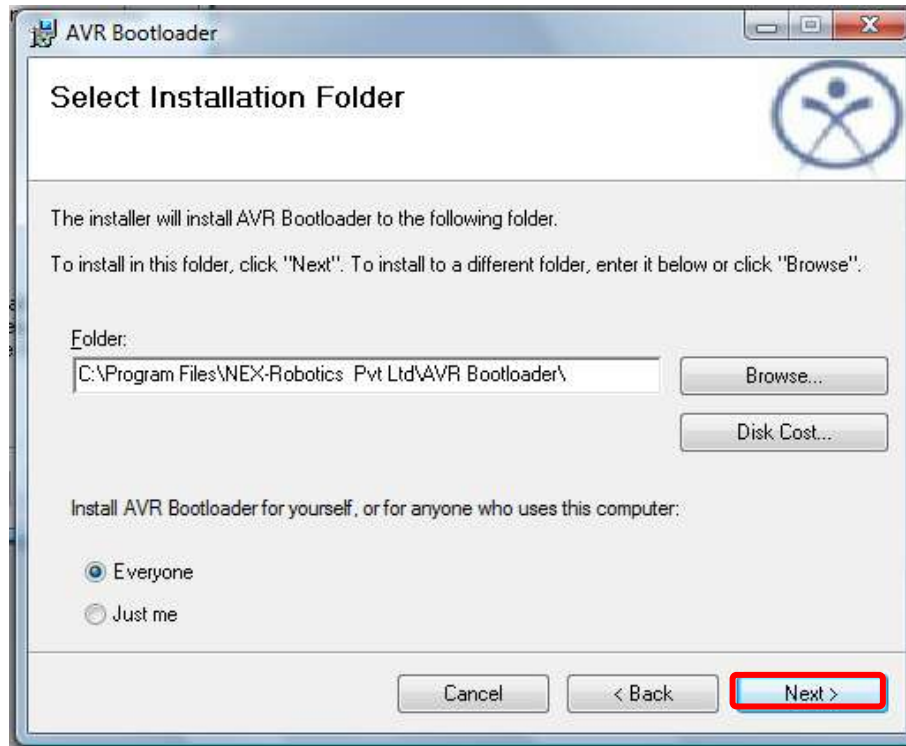 AVR Bootloader
Select Installation Folder
The installer will install AVR Bootloader to the following folder.
To install in this folder, click "Next". To install to a different folder, enter it below or click "Browse".
Folder:
C:\Program Files\NEX-Robotics  Pvt Ltd\AVR Bootloader\
Browse...
Disk Cost...
Install AVR Bootloader for yourself, or for anyone who uses this computer:
Everyone
Just me
Cancel
< Back
Next >